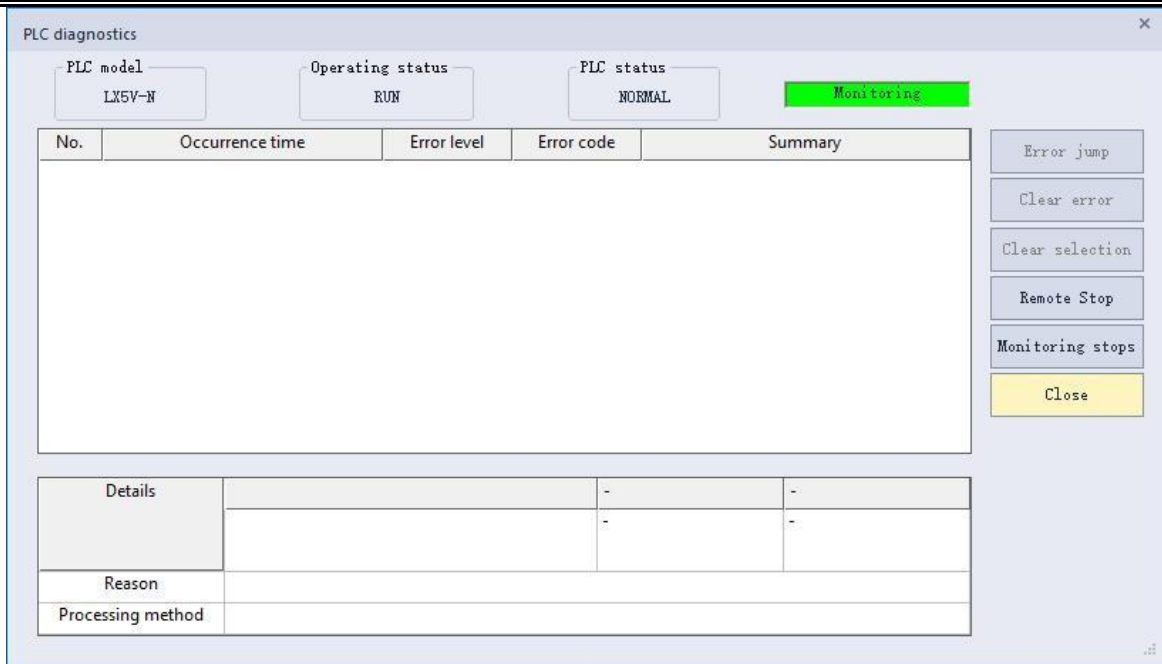 PLC diagnostics
PLC model Operating status PLC status
LX5V-N RUN NORMAL Monitoring
No. Occurrence time Error level Error code Summary
Error jump
Clear error
Clear selection
Remote Stop
Monitoring stops
Close
Details - -
- -
Reason
Processing method